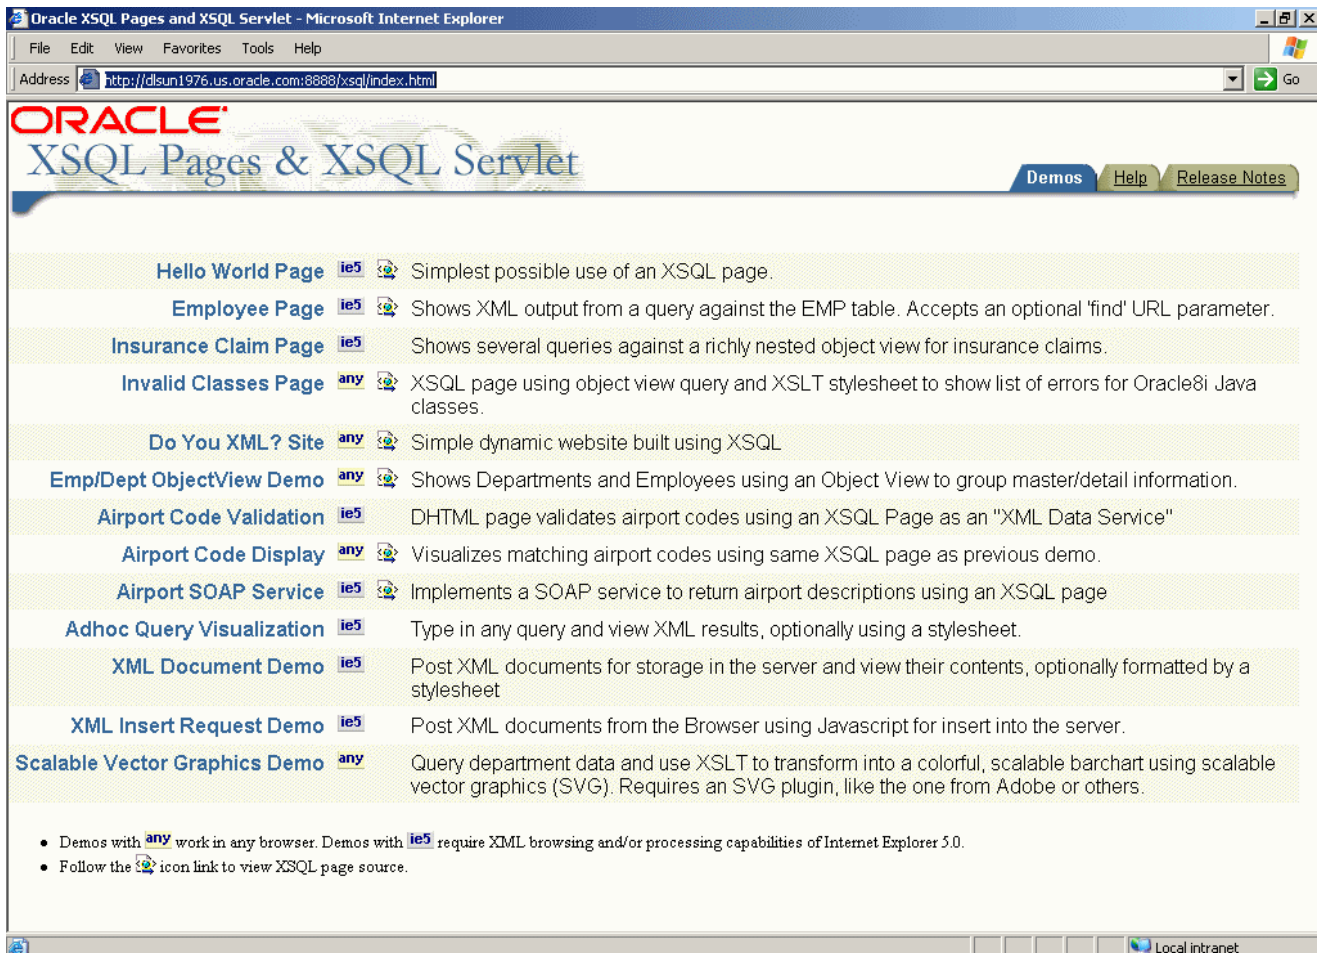 Oracle XSQL Pages and XSQL Servlet - Microsoft Internet Explorer
File Edit View Favorites Tools Help
Address http://dlsun1976.us.oracle.com:8888/xsql/index.html Go
ORACLE
XSQL Pages & XSQL Servlet
Demos Help Release Notes
Hello World Page ie5 Simplest possible use of an XSQL page.
Employee Page ie5 Shows XML output from a query against the EMP table. Accepts an optional 'find' URL parameter.
Insurance Claim Page ie5 Shows several queries against a richly nested object view for insurance claims.
Invalid Classes Page any XSQL page using object view query and XSLT stylesheet to show list of errors for Oracle8i Java
classes.
Do You XML? Site any Simple dynamic website built using XSQL
Emp/Dept ObjectView Demo any Shows Departments and Employees using an Object View to group master/detail information.
Airport Code Validation ie5 DHTML page validates airport codes using an XSQL Page as an "XML Data Service"
Airport Code Display any Visualizes matching airport codes using same XSQL page as previous demo.
Airport SOAP Service ie5 Implements a SOAP service to return airport descriptions using an XSQL page
Adhoc Query Visualization ie5 Type in any query and view XML results, optionally using a stylesheet.
XML Document Demo ie5 Post XML documents for storage in the server and view their contents, optionally formatted by a
stylesheet
XML Insert Request Demo ie5 Post XML documents from the Browser using Javascript for insert into the server.
Scalable Vector Graphics Demo any Query department data and use XSLT to transform into a colorful, scalable barchart using scalable
vector graphics (SVG). Requires an SVG plugin, like the one from Adobe or others.
• Demos with any work in any browser. Demos with ie5 require XML browsing and/or processing capabilities of Internet Explorer 5.0.
• Follow the icon link to view XSQL page source.
Local intranet